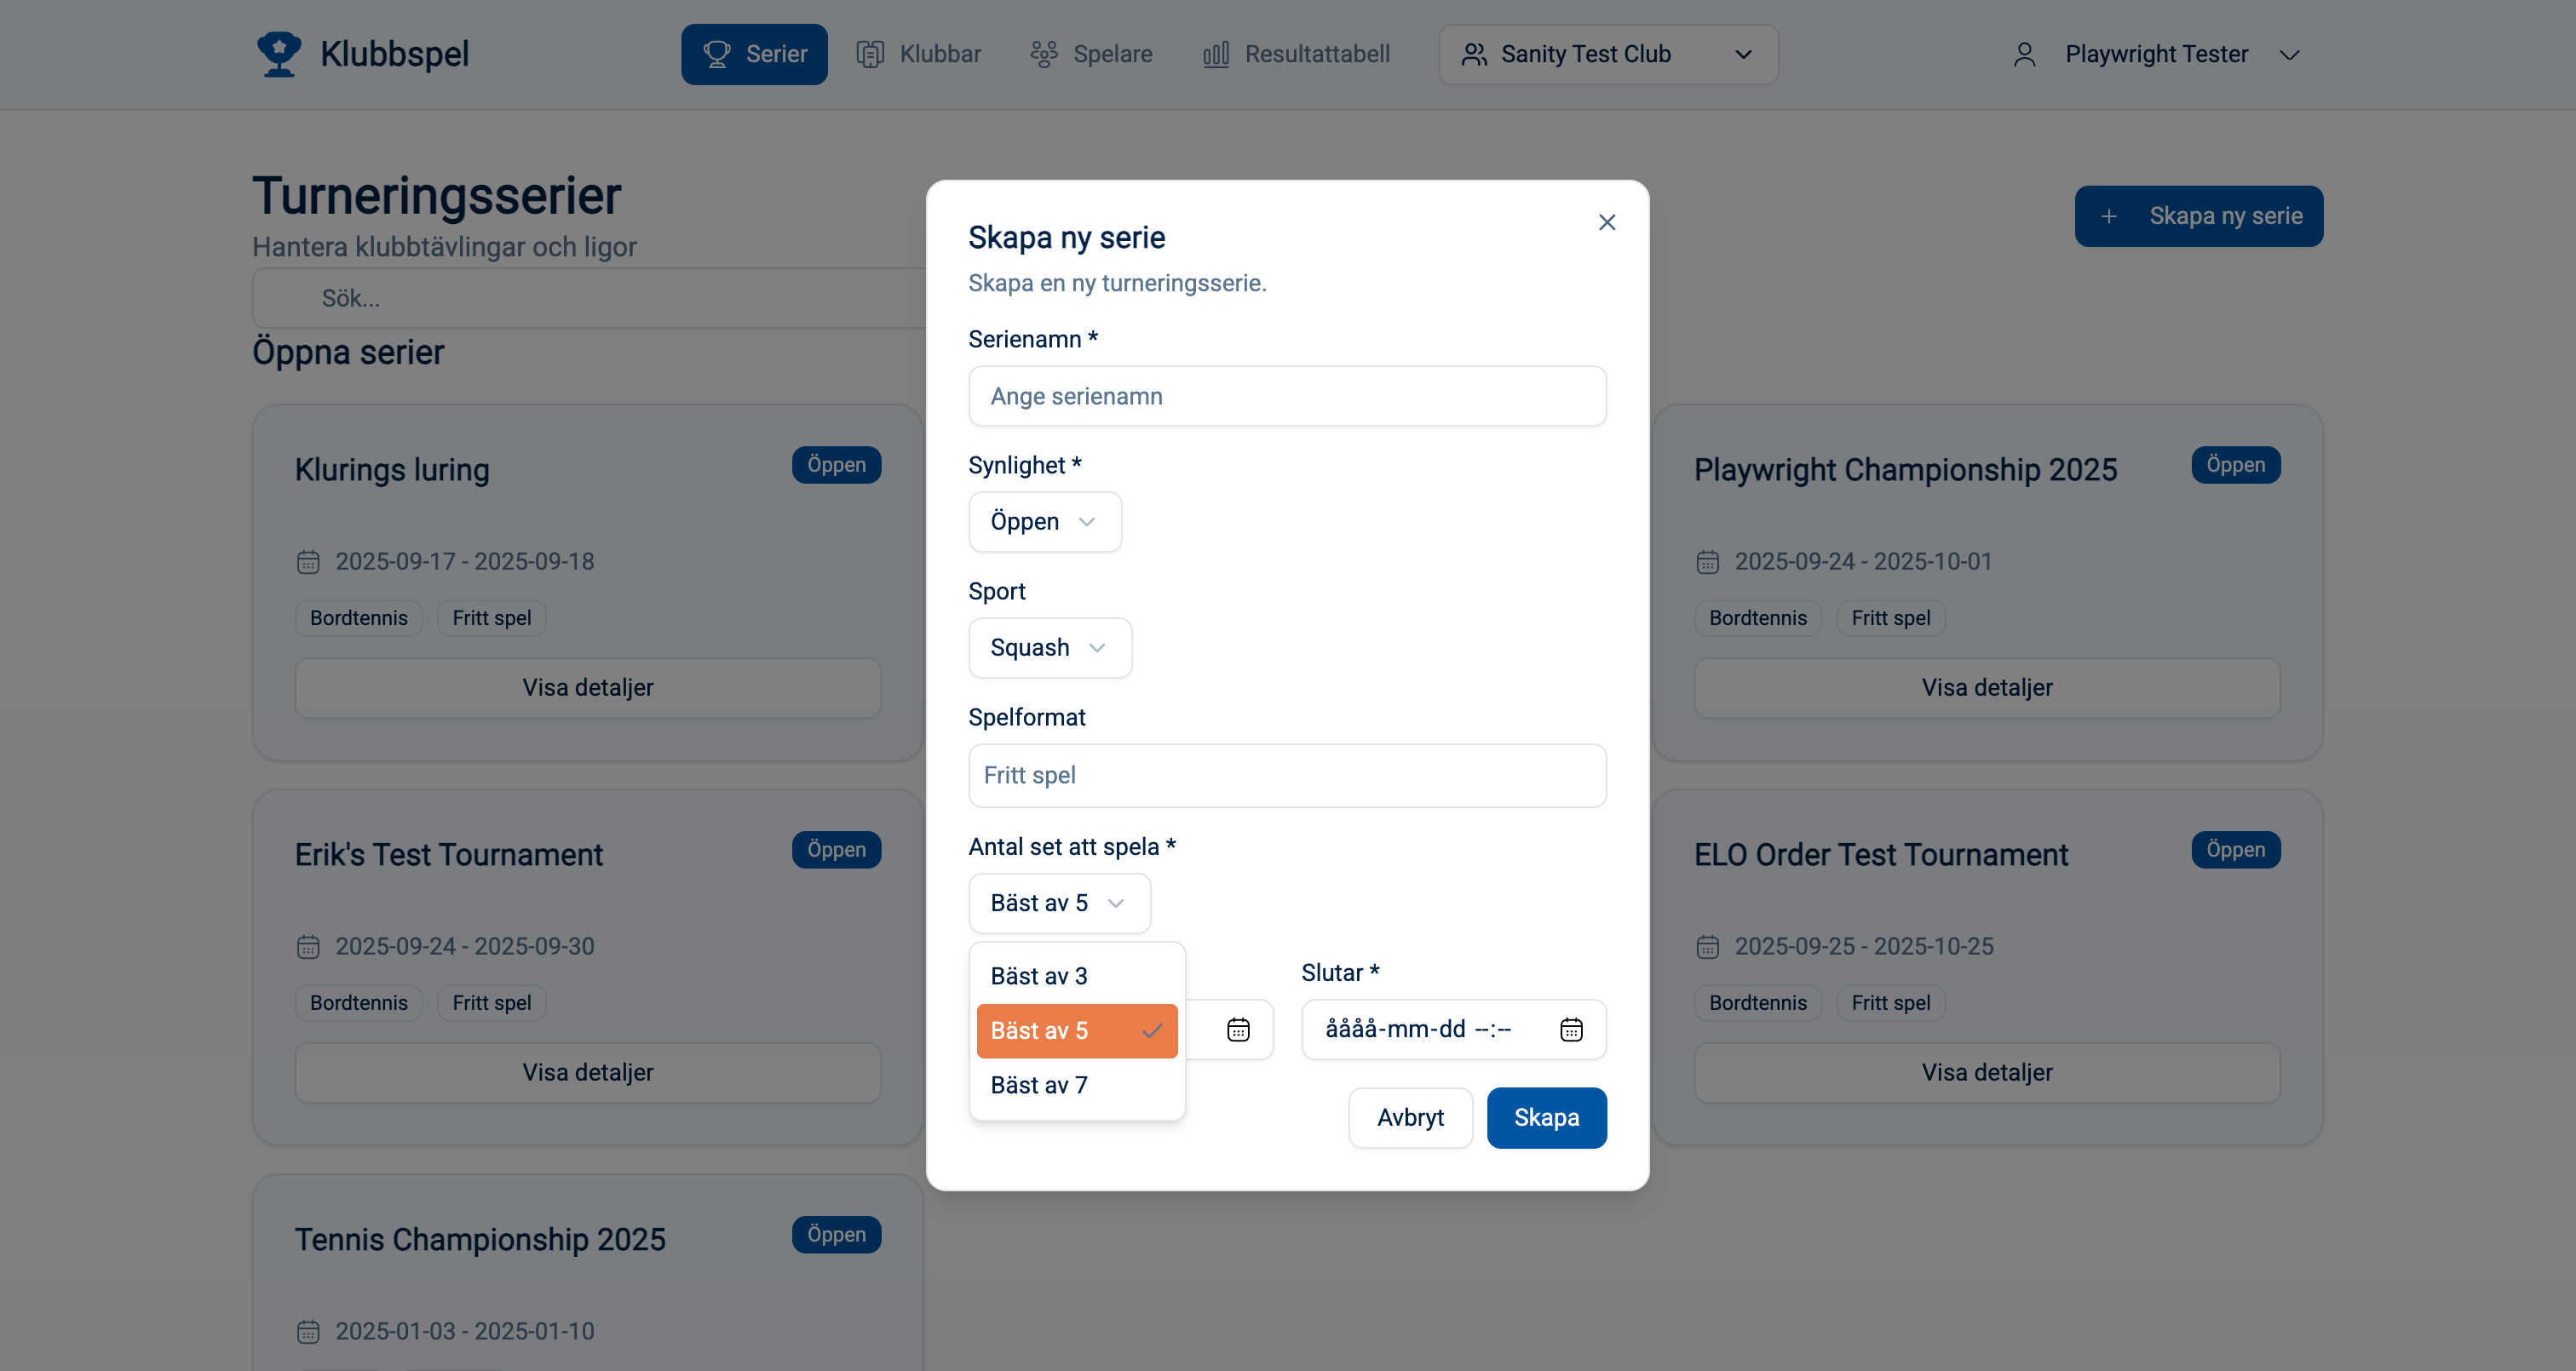 Klubbspel
Serier
Klubbar
Spelare
Resultattabell
Sanity Test Club
Playwright Tester
Turneringsserier
Hantera klubbtävlingar och ligor
Skapa ny serie
Sök...
Öppna serier
Klurings luring
Öppen
2025-09-17 - 2025-09-18
Bordtennis
Fritt spel
Visa detaljer
Playwright Championship 2025
Öppen
2025-09-24 - 2025-10-01
Bordtennis
Fritt spel
Visa detaljer
Erik's Test Tournament
Öppen
2025-09-24 - 2025-09-30
Bordtennis
Fritt spel
Visa detaljer
ELO Order Test Tournament
Öppen
2025-09-25 - 2025-10-25
Bordtennis
Fritt spel
Visa detaljer
Tennis Championship 2025
Öppen
2025-01-03 - 2025-01-10
Skapa ny serie
Skapa en ny turneringsserie.
Serienamn *
Ange serienamn
Synlighet *
Öppen
Sport
Squash
Spelformat
Fritt spel
Antal set att spela *
Bäst av 5
Bäst av 3
Bäst av 5
Bäst av 7
Slutar *
åååå-mm-dd --:--
Avbryt
Skapa